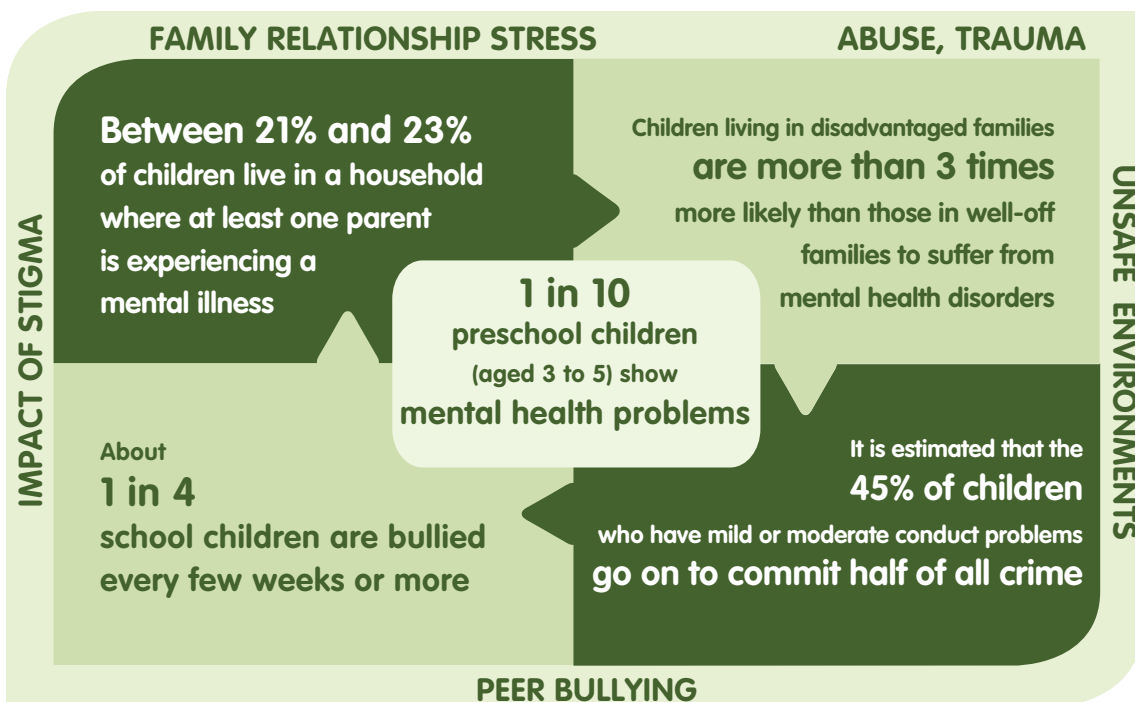 FAMILY RELATIONSHIP STRESS
ABUSE, TRAUMA
Between 21% and 23%
of children live in a household
where at least one parent
is experiencing a
mental illness
Children living in disadvantaged families
are more than 3 times
more likely than those in well-off
families to suffer from
mental health disorders
1 in 10
preschool children
(aged 3 to 5) show
mental health problems
About
1 in 4
school children are bullied
every few weeks or more
It is estimated that the
45% of children
who have mild or moderate conduct problems
go on to commit half of all crime
IMPACT OF STIGMA
UNSAFE ENVIRONMENTS
PEER BULLYING